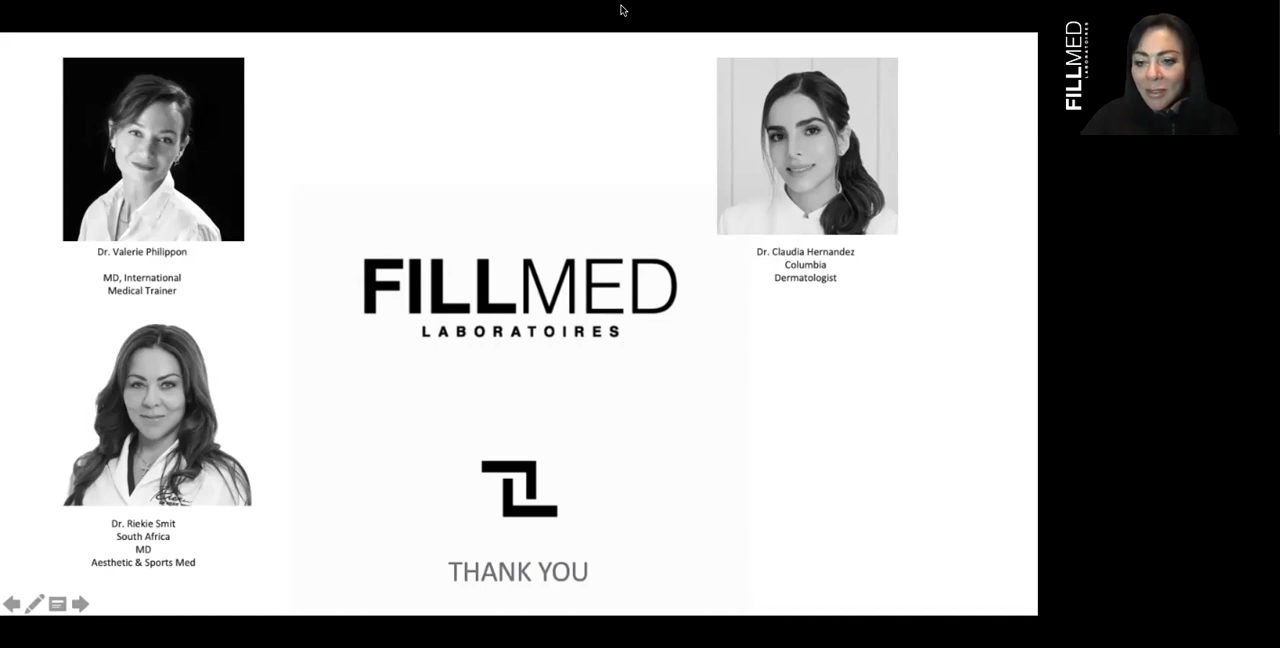 Dr. Valerie Philippon
MD, International
Medical Trainer
Dr. Riekie Smit
South Africa
MD
Aesthetic & Sports Med
FILLMED
LABORATOIRES
THANK YOU
Dr. Claudia Hernandez
Columbia
Dermatologist
FILLMED
LABORATOIRES